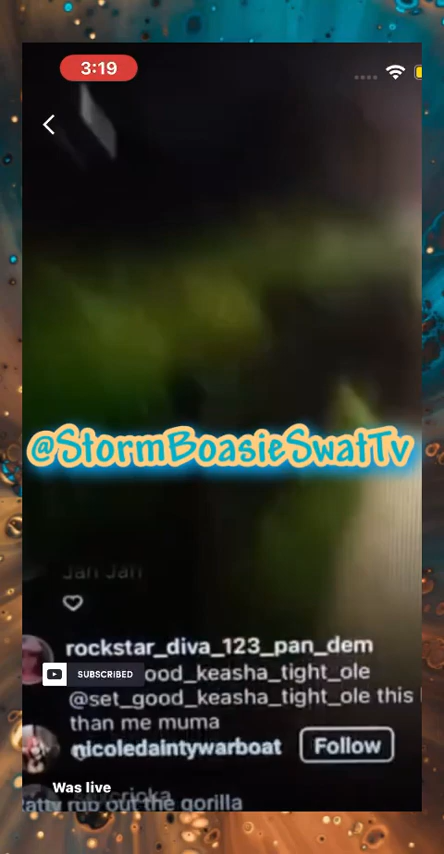 3:19
@StormBoasieSwatTv
Jah Jah
rockstar_diva_123_pan_dem
SUBSCRIBED ood_keasha_tight_ole
@set_good_keasha_tight_ole this
than me muma
nicoledaintywarboat Follow
Was live
rub out the gorilla